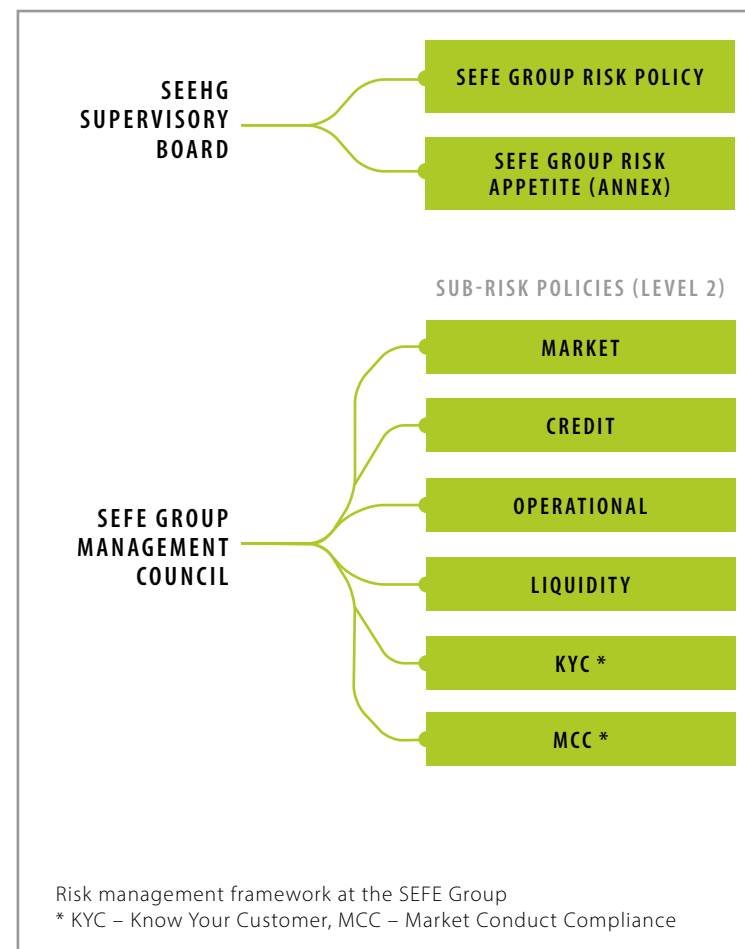 SEEHG
SUPERVISORY
BOARD
SEFE GROUP RISK POLICY
SEFE GROUP RISK
APPETITE (ANNEX)
SUB-RISK POLICIES (LEVEL 2)
SEFE GROUP
MANAGEMENT
COUNCIL
MARKET
CREDIT
OPERATIONAL
LIQUIDITY
KYC *
MCC *
Risk management framework at the SEFE Group
* KYC – Know Your Customer, MCC – Market Conduct Compliance